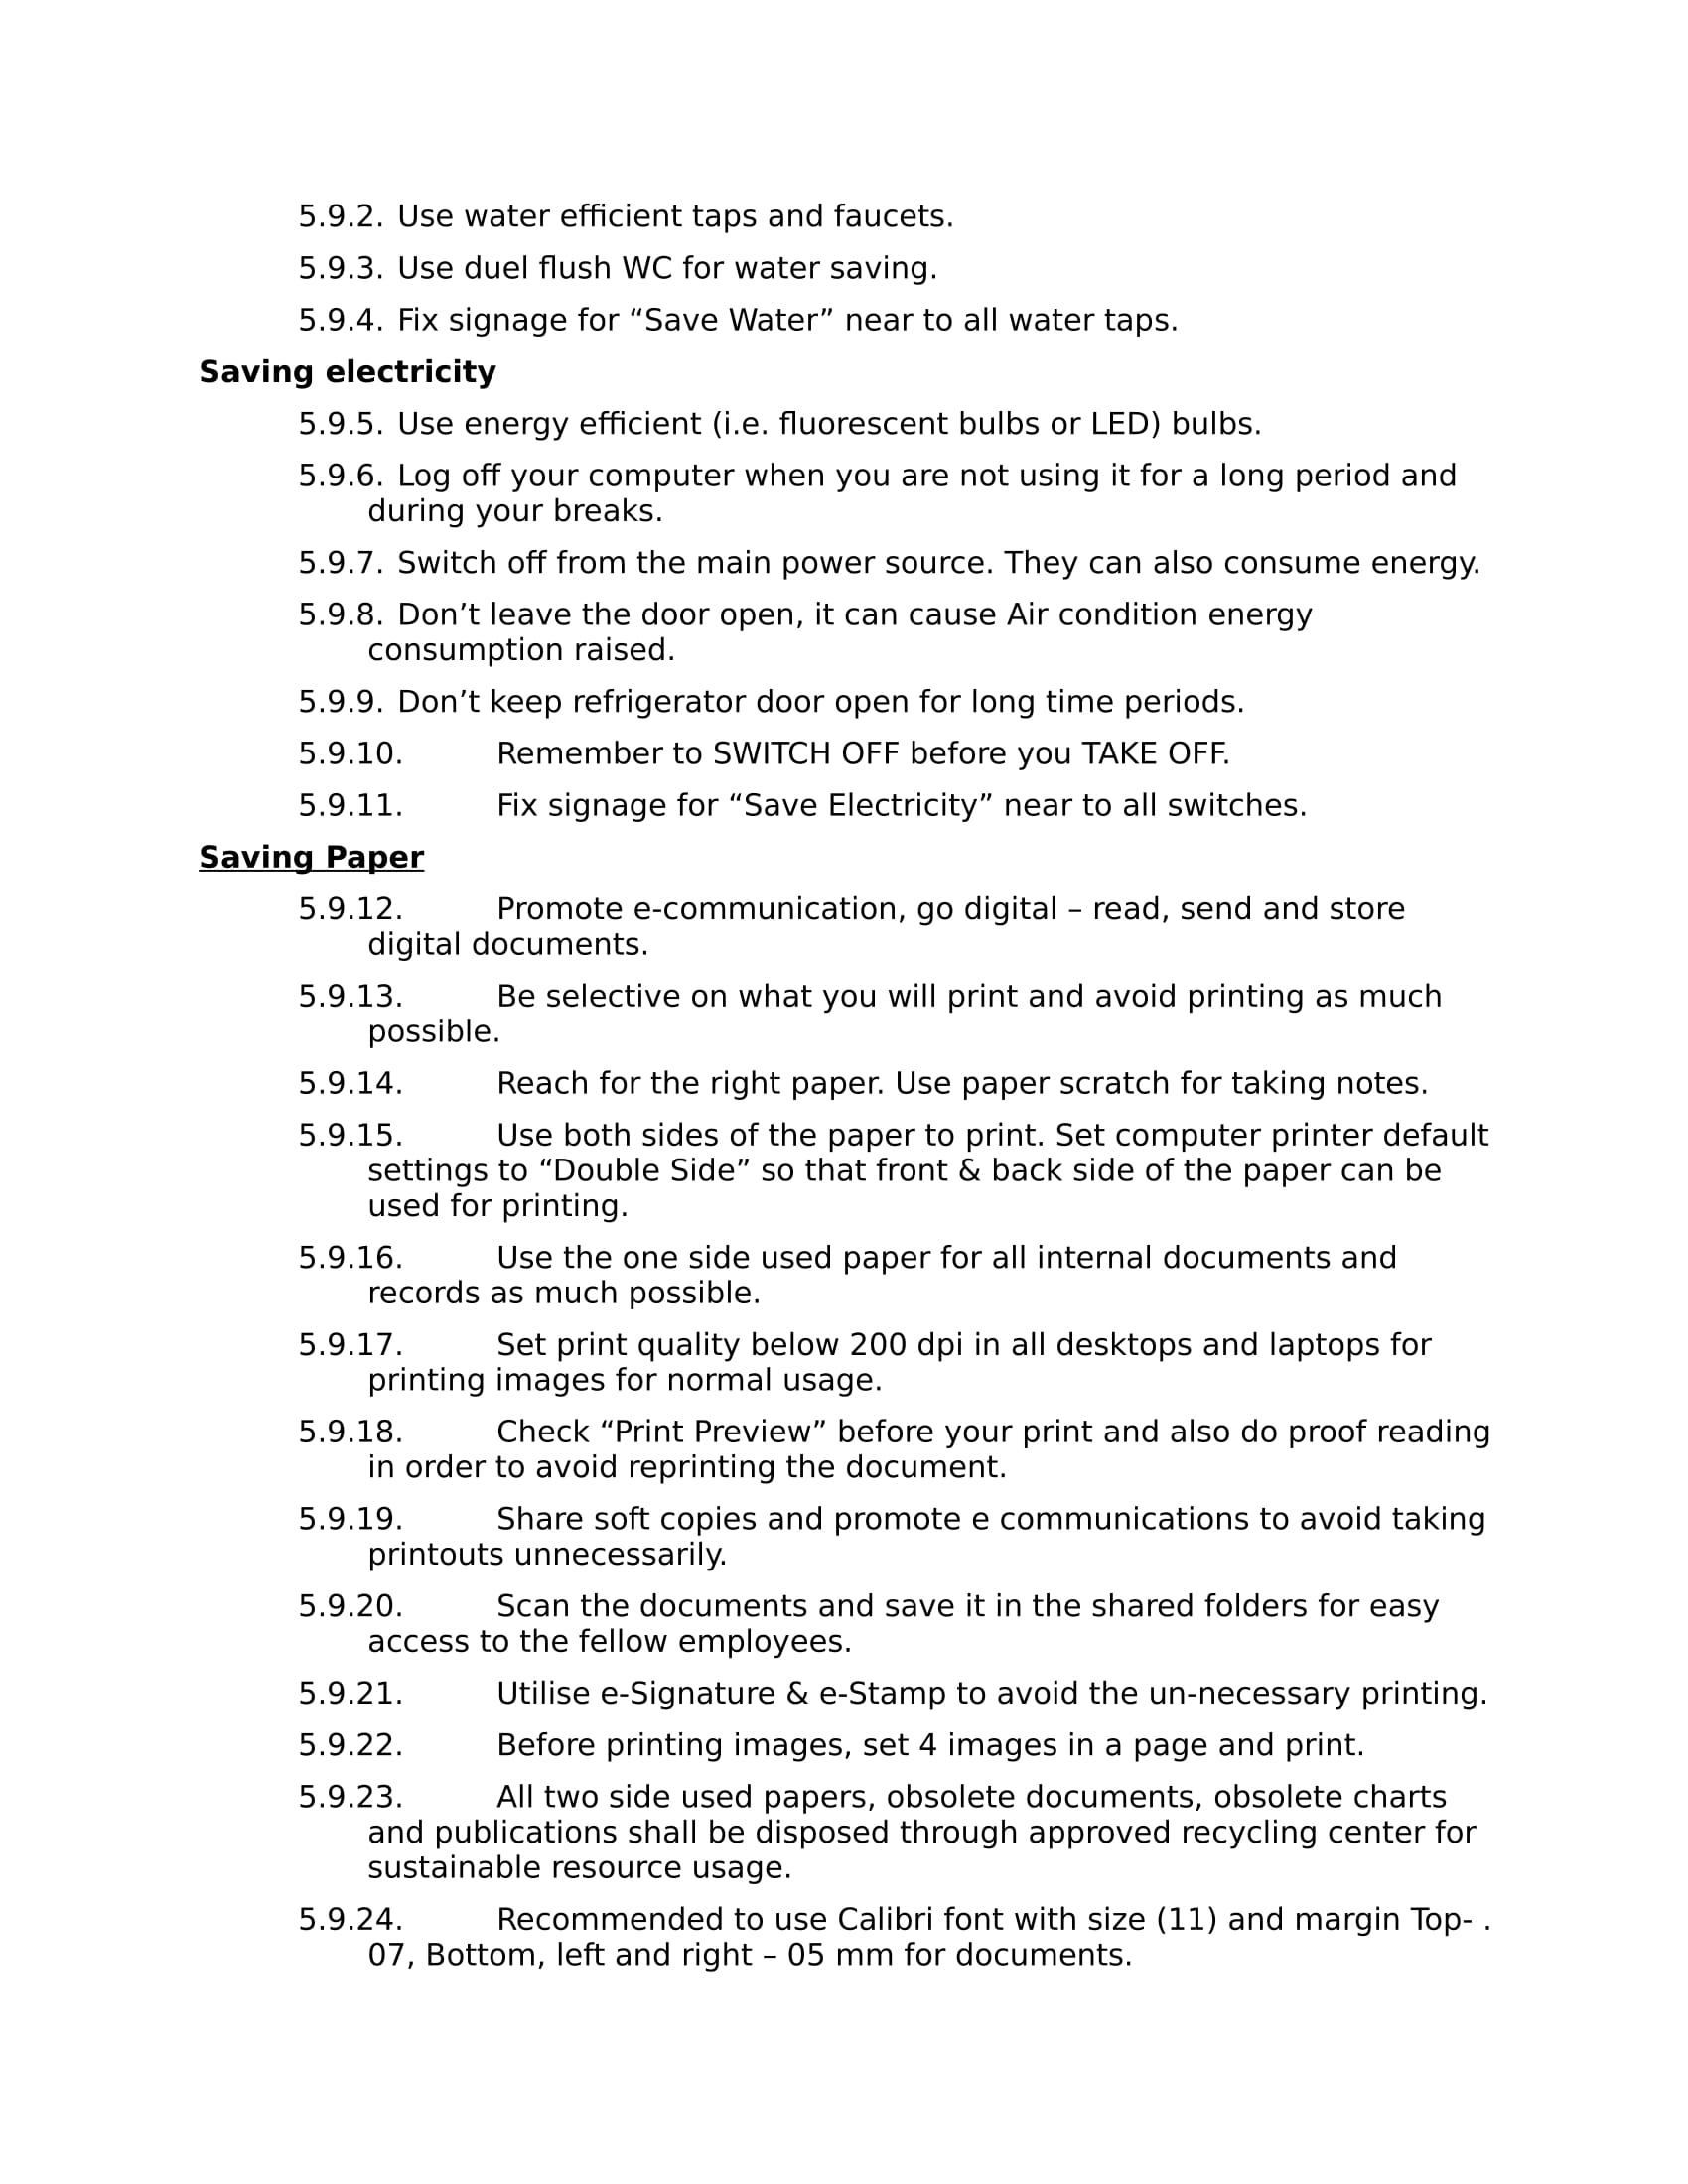 5.9.2. Use water efficient taps and faucets.
5.9.3. Use duel flush WC for water saving.
5.9.4. Fix signage for “Save Water” near to all water taps.
Saving electricity
5.9.5. Use energy efficient (i.e. fluorescent bulbs or LED) bulbs.
5.9.6. Log off your computer when you are not using it for a long period and
during your breaks.
5.9.7. Switch off from the main power source. They can also consume energy.
5.9.8. Don’t leave the door open, it can cause Air condition energy
consumption raised.
5.9.9. Don’t keep refrigerator door open for long time periods.
5.9.10. Remember to SWITCH OFF before you TAKE OFF.
5.9.11. Fix signage for “Save Electricity” near to all switches.
Saving Paper
5.9.12. Promote e-communication, go digital – read, send and store
digital documents.
5.9.13. Be selective on what you will print and avoid printing as much
possible.
5.9.14. Reach for the right paper. Use paper scratch for taking notes.
5.9.15. Use both sides of the paper to print. Set computer printer default
settings to “Double Side” so that front & back side of the paper can be
used for printing.
5.9.16. Use the one side used paper for all internal documents and
records as much possible.
5.9.17. Set print quality below 200 dpi in all desktops and laptops for
printing images for normal usage.
5.9.18. Check “Print Preview” before your print and also do proof reading
in order to avoid reprinting the document.
5.9.19. Share soft copies and promote e communications to avoid taking
printouts unnecessarily.
5.9.20. Scan the documents and save it in the shared folders for easy
access to the fellow employees.
5.9.21. Utilise e-Signature & e-Stamp to avoid the un-necessary printing.
5.9.22. Before printing images, set 4 images in a page and print.
5.9.23. All two side used papers, obsolete documents, obsolete charts
and publications shall be disposed through approved recycling center for
sustainable resource usage.
5.9.24. Recommended to use Calibri font with size (11) and margin Top- .
07, Bottom, left and right – 05 mm for documents.